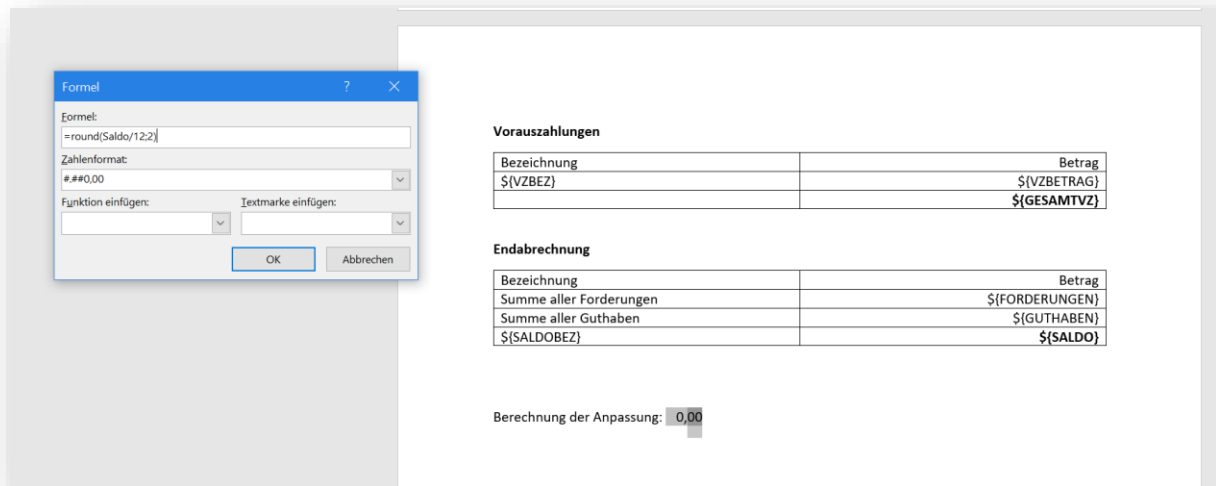 Formel ?
Formel:
=round(Saldo/12;2)
Zahlenformat:
#.##0,00
Funktion einfügen: Textmarke einfügen:
OK Abbrechen
Vorauszahlungen
Bezeichnung Betrag
${VZBEZ} ${VZBETRAG}
${GESAMTVZ}
Endabrechnung
Bezeichnung Betrag
Summe aller Forderungen ${FORDERUNGEN}
Summe aller Guthaben ${GUTHABEN}
${SALDOBEZ} ${SALDO}
Berechnung der Anpassung: 0,00